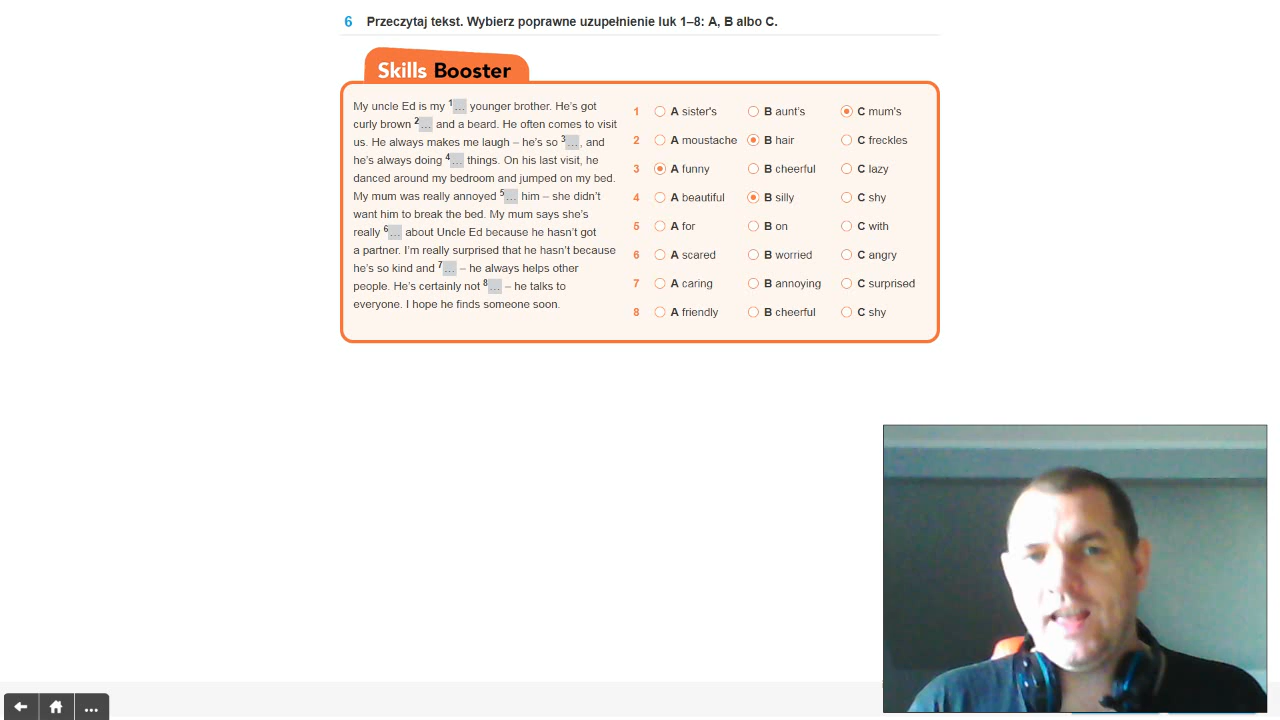 6 Przeczytaj tekst. Wybierz poprawne uzupełnienie luk 1–8: A, B albo C.
Skills Booster
My uncle Ed is my 1... younger brother. He's got
curly brown 2... and a beard. He often comes to visit
us. He always makes me laugh – he's so 3..., and
he's always doing 4... things. On his last visit, he
danced around my bedroom and jumped on my bed.
My mum was really annoyed 5... him – she didn't
want him to break the bed. My mum says she's
really 6... about Uncle Ed because he hasn't got
a partner. I'm really surprised that he hasn't because
he's so kind and 7... – he always helps other
people. He's certainly not 8... – he talks to
everyone. I hope he finds someone soon.
1 A sister's B aunt's C mum's
2 A moustache B hair C freckles
3 A funny B cheerful C lazy
4 A beautiful B silly C shy
5 A for B on C with
6 A scared B worried C angry
7 A caring B annoying C surprised
8 A friendly B cheerful C shy
...